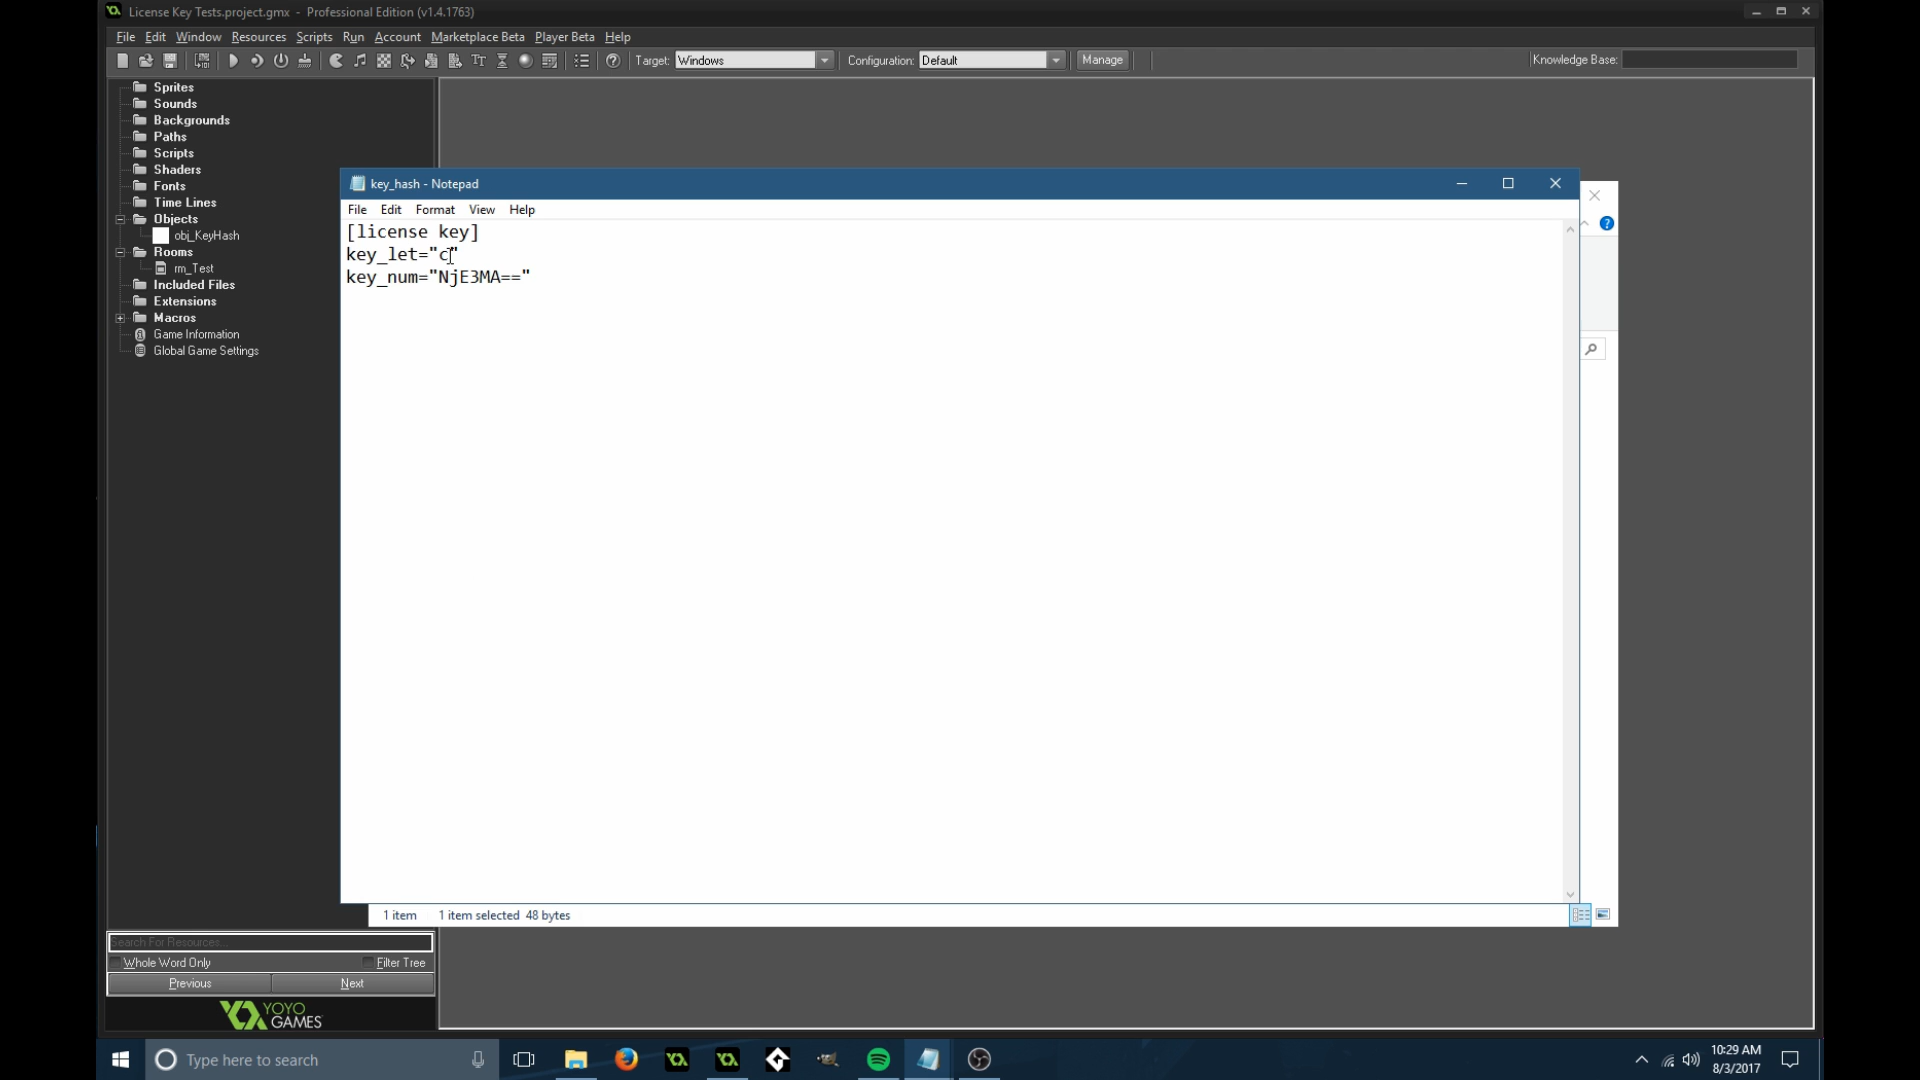 License Key Tests.project.gmx - Professional Edition (v1.4.1763)
File Edit Window Resources Scripts Run Account Marketplace Beta Player Beta Help
Target: Windows Configuration: Default Manage Knowledge Base:
Sprites
Sounds
Backgrounds
Paths
Scripts
Shaders
Fonts
Time Lines
Objects
obj_KeyHash
Rooms
rm_Test
Included Files
Extensions
Macros
Game Information
Global Game Settings
key_hash - Notepad
File Edit Format View Help
[license key]
key_let="c"
key_num="NjE3MA=="
1 item 1 item selected 48 bytes
Search For Resources...
Whole Word Only Filter Tree
Previous Next
YOYO
GAMES
Type here to search
10:29 AM
8/3/2017